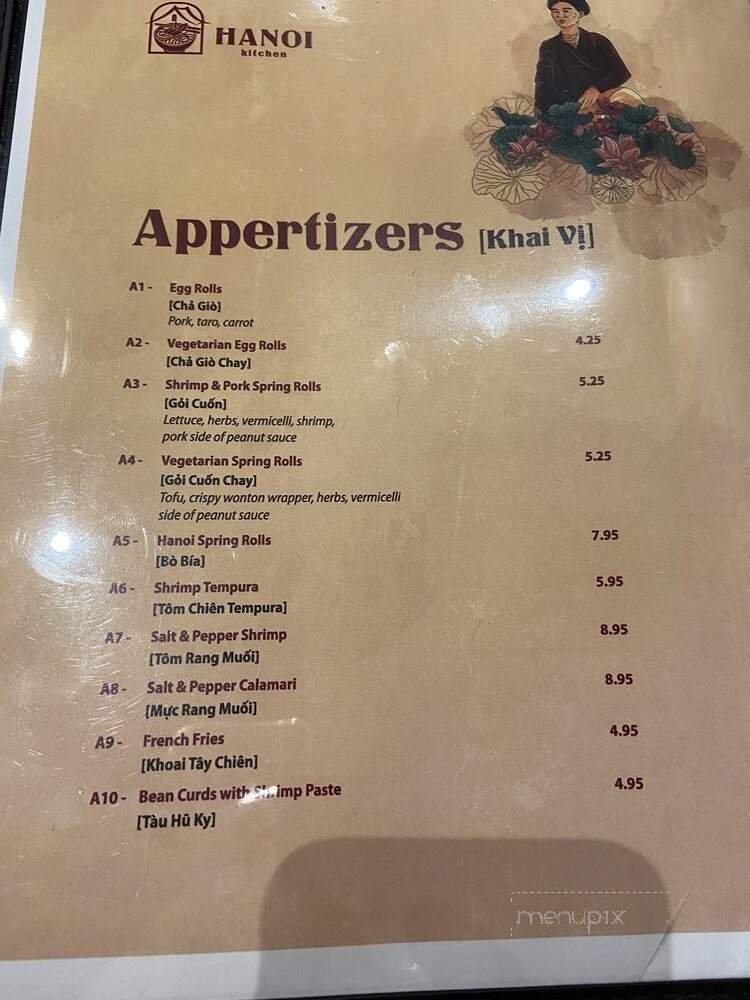 HANOI
kitchen
Appertizers [Khai Vị]
A1 - Egg Rolls
[Chả Giò]
Pork, taro, carrot
A2 - Vegetarian Egg Rolls 4.25
[Chả Giò Chay]
A3 - Shrimp & Pork Spring Rolls 5.25
[Gỏi Cuốn]
Lettuce, herbs, vermicelli, shrimp,
pork side of peanut sauce
A4 - Vegetarian Spring Rolls 5.25
[Gỏi Cuốn Chay]
Tofu, crispy wonton wrapper, herbs, vermicelli
side of peanut sauce
A5 - Hanoi Spring Rolls 7.95
[Bò Bía]
A6 - Shrimp Tempura 5.95
[Tôm Chiên Tempura]
A7 - Salt & Pepper Shrimp 8.95
[Tôm Rang Muối]
A8 - Salt & Pepper Calamari 8.95
[Mực Rang Muối]
A9 - French Fries 4.95
[Khoai Tây Chiên]
A10 - Bean Curds with Shrimp Paste 4.95
[Tàu Hũ Ky]
menupix